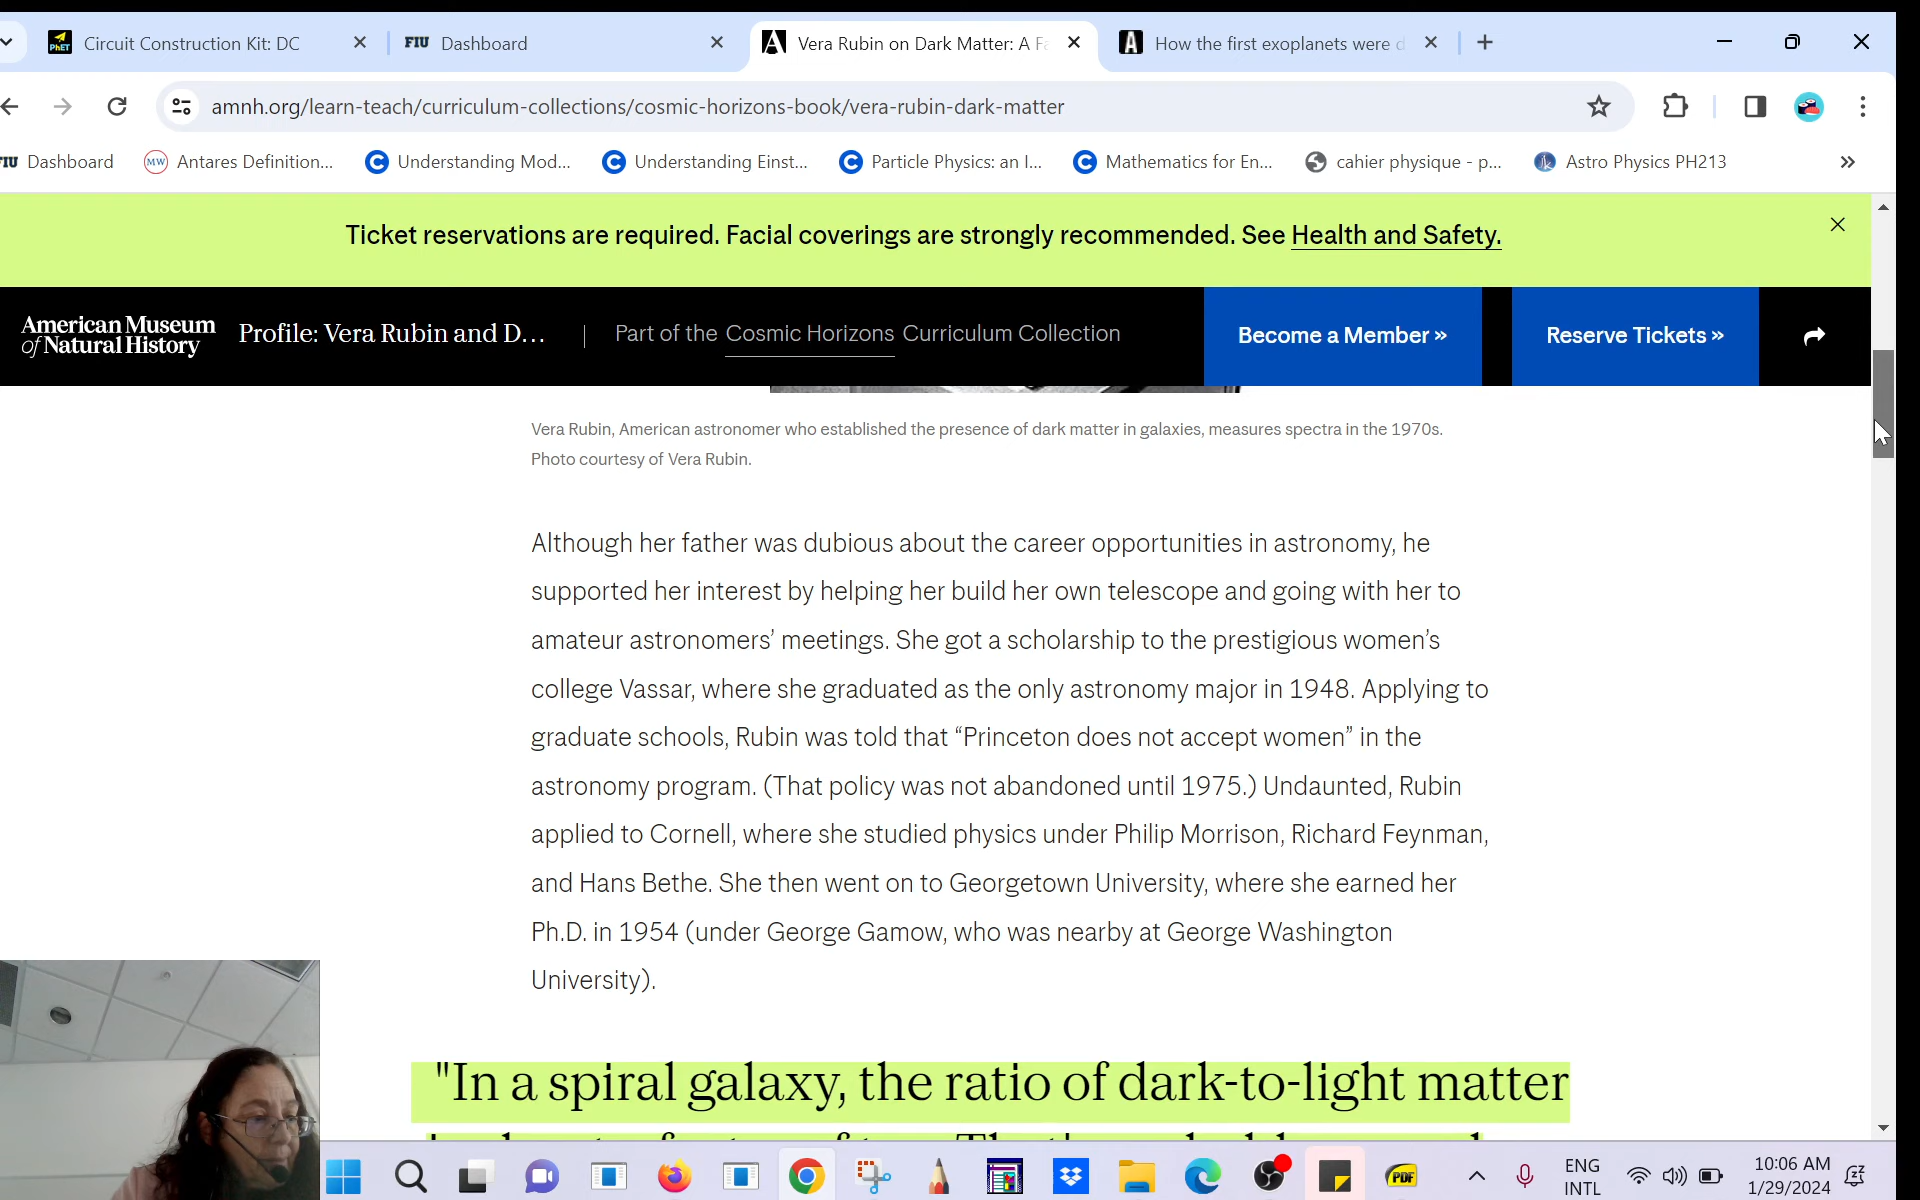 Circuit Construction Kit: DC
FIU Dashboard
Vera Rubin on Dark Matter: A Fa
How the first exoplanets were d
amnh.org/learn-teach/curriculum-collections/cosmic-horizons-book/vera-rubin-dark-matter
Dashboard
MW Antares Definition...
Understanding Mod...
Understanding Einst...
Particle Physics: an I...
Mathematics for En...
cahier physique - p...
Astro Physics PH213
Ticket reservations are required. Facial coverings are strongly recommended. See Health and Safety.
American Museum
of Natural History
Profile: Vera Rubin and D...
Part of the Cosmic Horizons Curriculum Collection
Become a Member »
Reserve Tickets »
Vera Rubin, American astronomer who established the presence of dark matter in galaxies, measures spectra in the 1970s.
Photo courtesy of Vera Rubin.
Although her father was dubious about the career opportunities in astronomy, he
supported her interest by helping her build her own telescope and going with her to
amateur astronomers’ meetings. She got a scholarship to the prestigious women’s
college Vassar, where she graduated as the only astronomy major in 1948. Applying to
graduate schools, Rubin was told that “Princeton does not accept women” in the
astronomy program. (That policy was not abandoned until 1975.) Undaunted, Rubin
applied to Cornell, where she studied physics under Philip Morrison, Richard Feynman,
and Hans Bethe. She then went on to Georgetown University, where she earned her
Ph.D. in 1954 (under George Gamow, who was nearby at George Washington
University).
"In a spiral galaxy, the ratio of dark-to-light matter
PDF
ENG
INTL
10:06 AM
1/29/2024